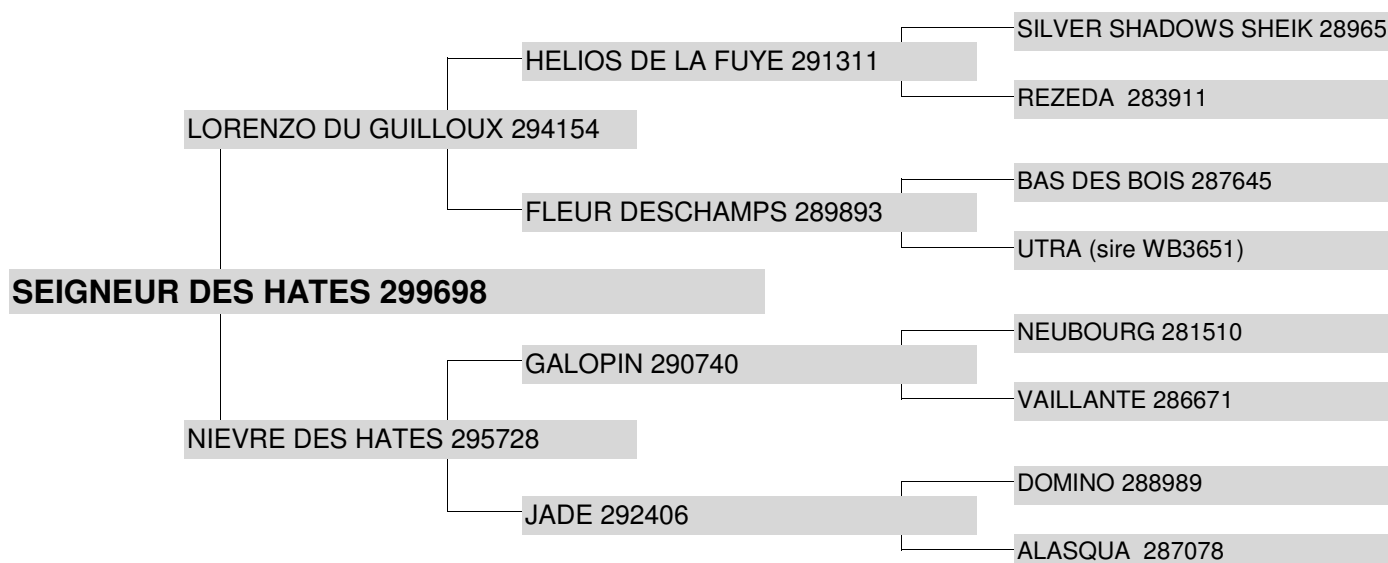 SILVER SHADOWS SHEIK 28965
HELIOS DE LA FUYE 291311
REZEDA 283911
LORENZO DU GUILLOUX 294154
BAS DES BOIS 287645
FLEUR DESCHAMPS 289893
UTRA (sire WB3651)
SEIGNEUR DES HATES 299698
NEUBOURG 281510
GALOPIN 290740
VAILLANTE 286671
NIEVRE DES HATES 295728
DOMINO 288989
JADE 292406
ALASQUA 287078